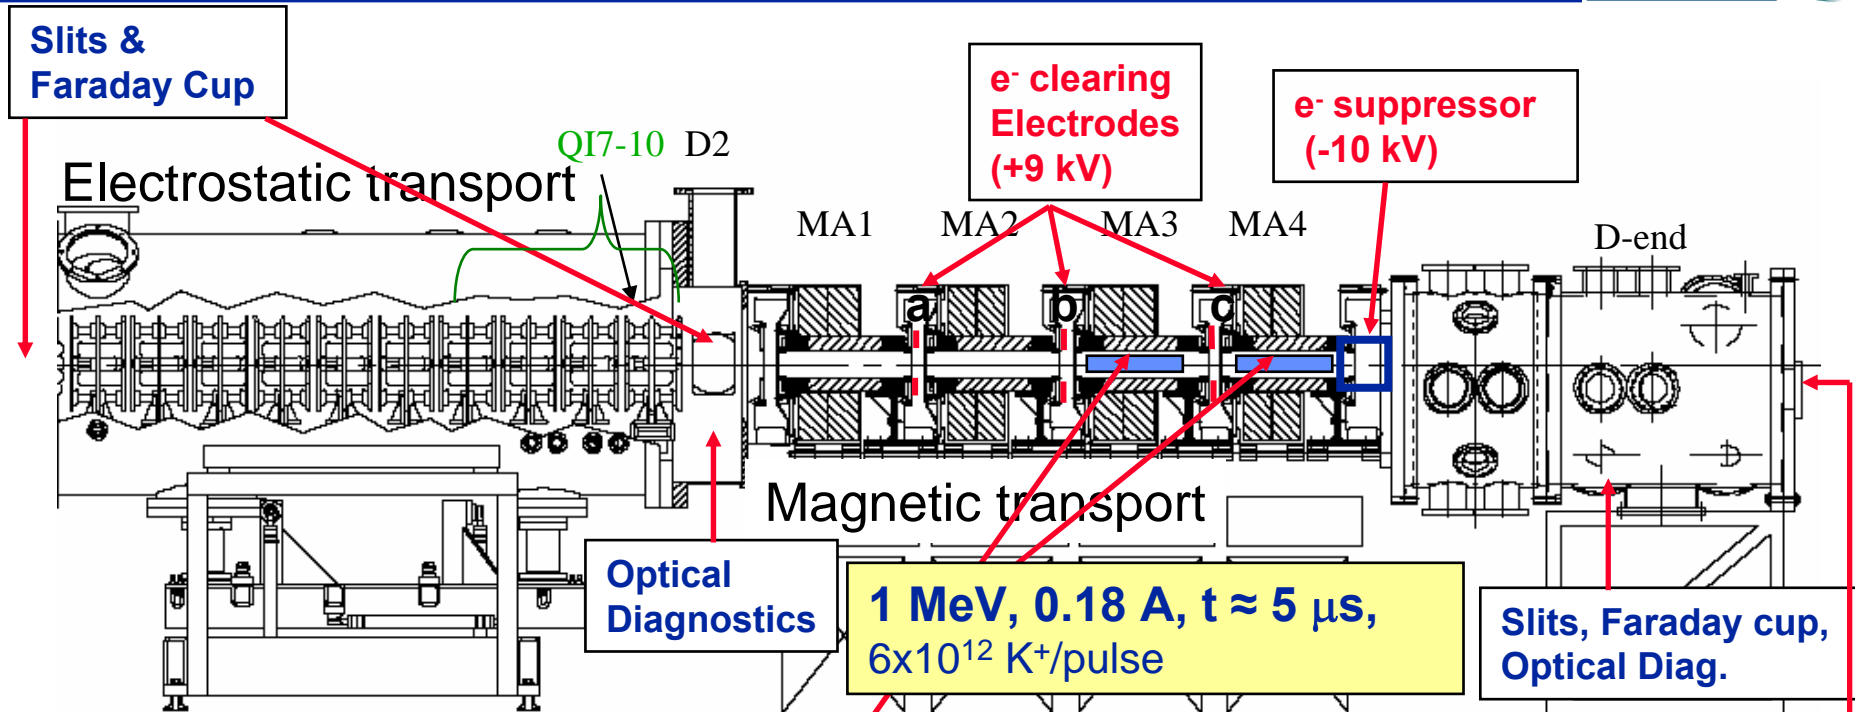 Slits &
Faraday Cup
e- clearing
Electrodes
(+9 kV)
e- suppressor
(-10 kV)
QI7-10 D2
Electrostatic transport
MA1 MA2 MA3 MA4
D-end
a b c
Magnetic transport
Optical
Diagnostics
1 MeV, 0.18 A, t ≈ 5 μs,
6x10¹² K⁺/pulse
Slits, Faraday cup,
Optical Diag.